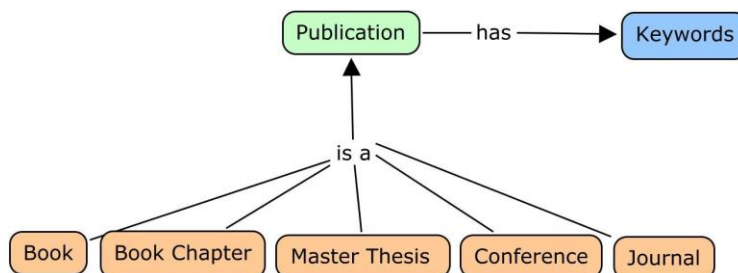 Publication has Keywords
is a
Book Book Chapter Master Thesis Conference Journal